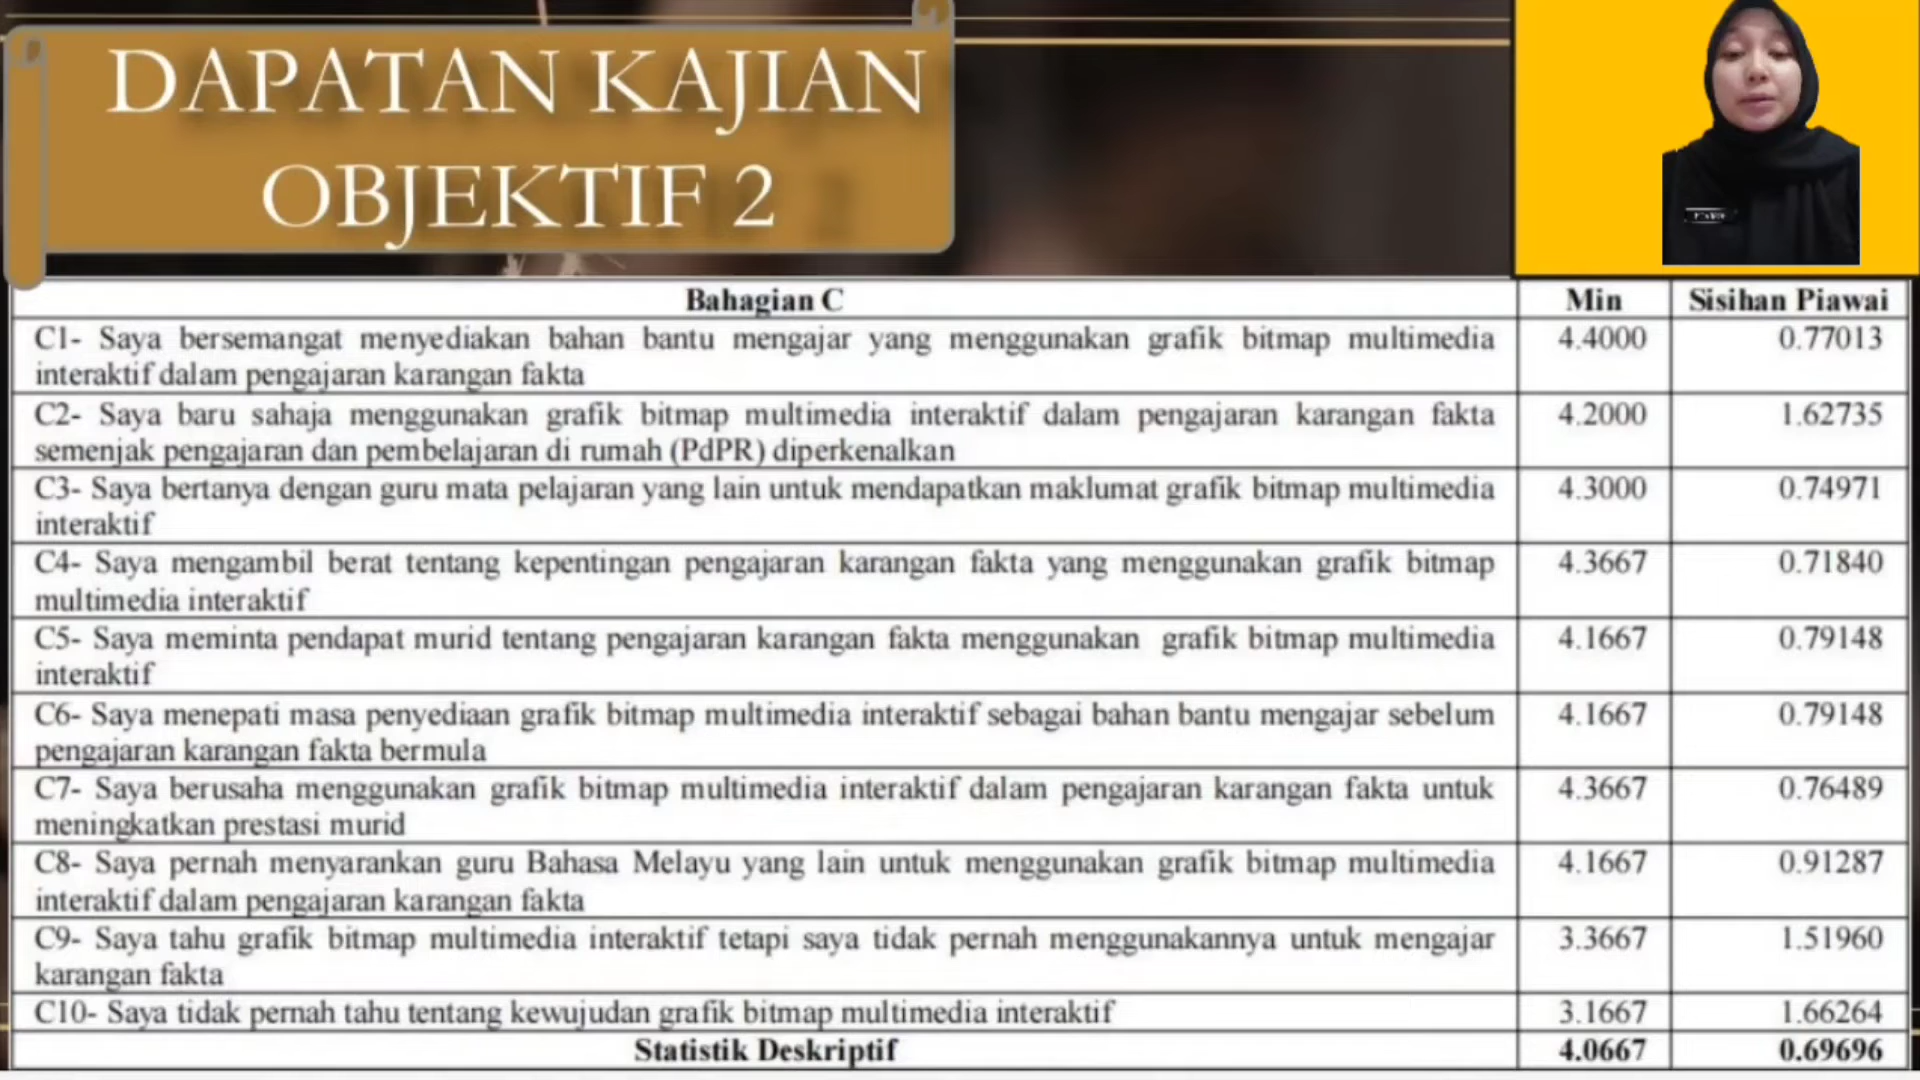 DAPATAN KAJIAN
OBJEKTIF 2
Bahagian C Min Sisihan Piawai
C1- Saya bersemangat menyediakan bahan bantu mengajar yang menggunakan grafik bitmap multimedia 4.4000 0.77013
interaktif dalam pengajaran karangan fakta
C2- Saya baru sahaja menggunakan grafik bitmap multimedia interaktif dalam pengajaran karangan fakta 4.2000 1.62735
semenjak pengajaran dan pembelajaran di rumah (PdPR) diperkenalkan
C3- Saya bertanya dengan guru mata pelajaran yang lain untuk mendapatkan maklumat grafik bitmap multimedia 4.3000 0.74971
interaktif
C4- Saya mengambil berat tentang kepentingan pengajaran karangan fakta yang menggunakan grafik bitmap 4.3667 0.71840
multimedia interaktif
C5- Saya meminta pendapat murid tentang pengajaran karangan fakta menggunakan grafik bitmap multimedia 4.1667 0.79148
interaktif
C6- Saya menepati masa penyediaan grafik bitmap multimedia interaktif sebagai bahan bantu mengajar sebelum 4.1667 0.79148
pengajaran karangan fakta bermula
C7- Saya berusaha menggunakan grafik bitmap multimedia interaktif dalam pengajaran karangan fakta untuk 4.3667 0.76489
meningkatkan prestasi murid
C8- Saya pernah menyarankan guru Bahasa Melayu yang lain untuk menggunakan grafik bitmap multimedia 4.1667 0.91287
interaktif dalam pengajaran karangan fakta
C9- Saya tahu grafik bitmap multimedia interaktif tetapi saya tidak pernah menggunakannya untuk mengajar 3.3667 1.51960
karangan fakta
C10- Saya tidak pernah tahu tentang kewujudan grafik bitmap multimedia interaktif 3.1667 1.66264
Statistik Deskriptif 4.0667 0.69696